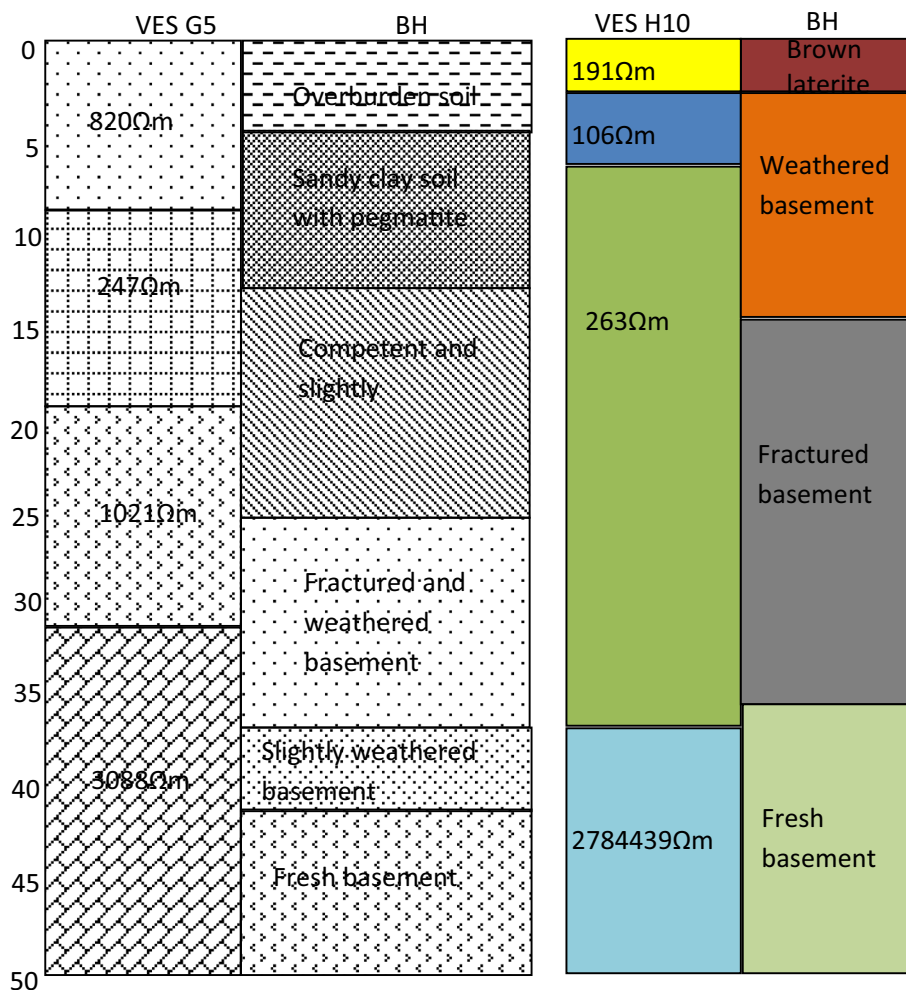 VES G5
BH
VES H10
BH
0
5
10
15
20
25
30
35
40
45
50
820Ωm
247Ωm
1021Ωm
3088Ωm
Overburden soil
Sandy clay soil
with pegmatite
Competent and
slightly
Fractured and
weathered
basement
Slightly weathered
basement
Fresh basement
191Ωm
106Ωm
263Ωm
2784439Ωm
Brown
laterite
Weathered
basement
Fractured
basement
Fresh
basement